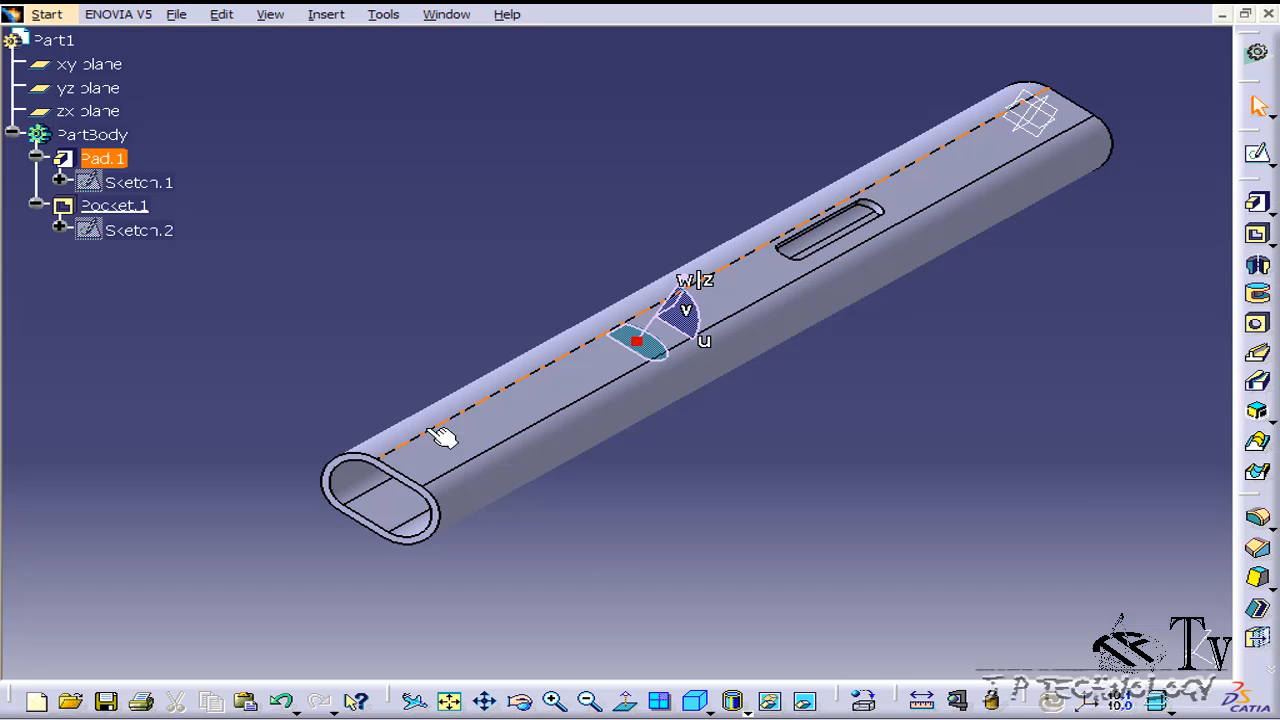 Start ENOVIA V5 File Edit View Insert Tools Window Help
Part1
xy plane
yz plane
zx plane
PartBody
Pad.1
Sketch.1
Pocket.1
Sketch.2
w|z
v
u
Tv
TECHNOLOGY
CATIA